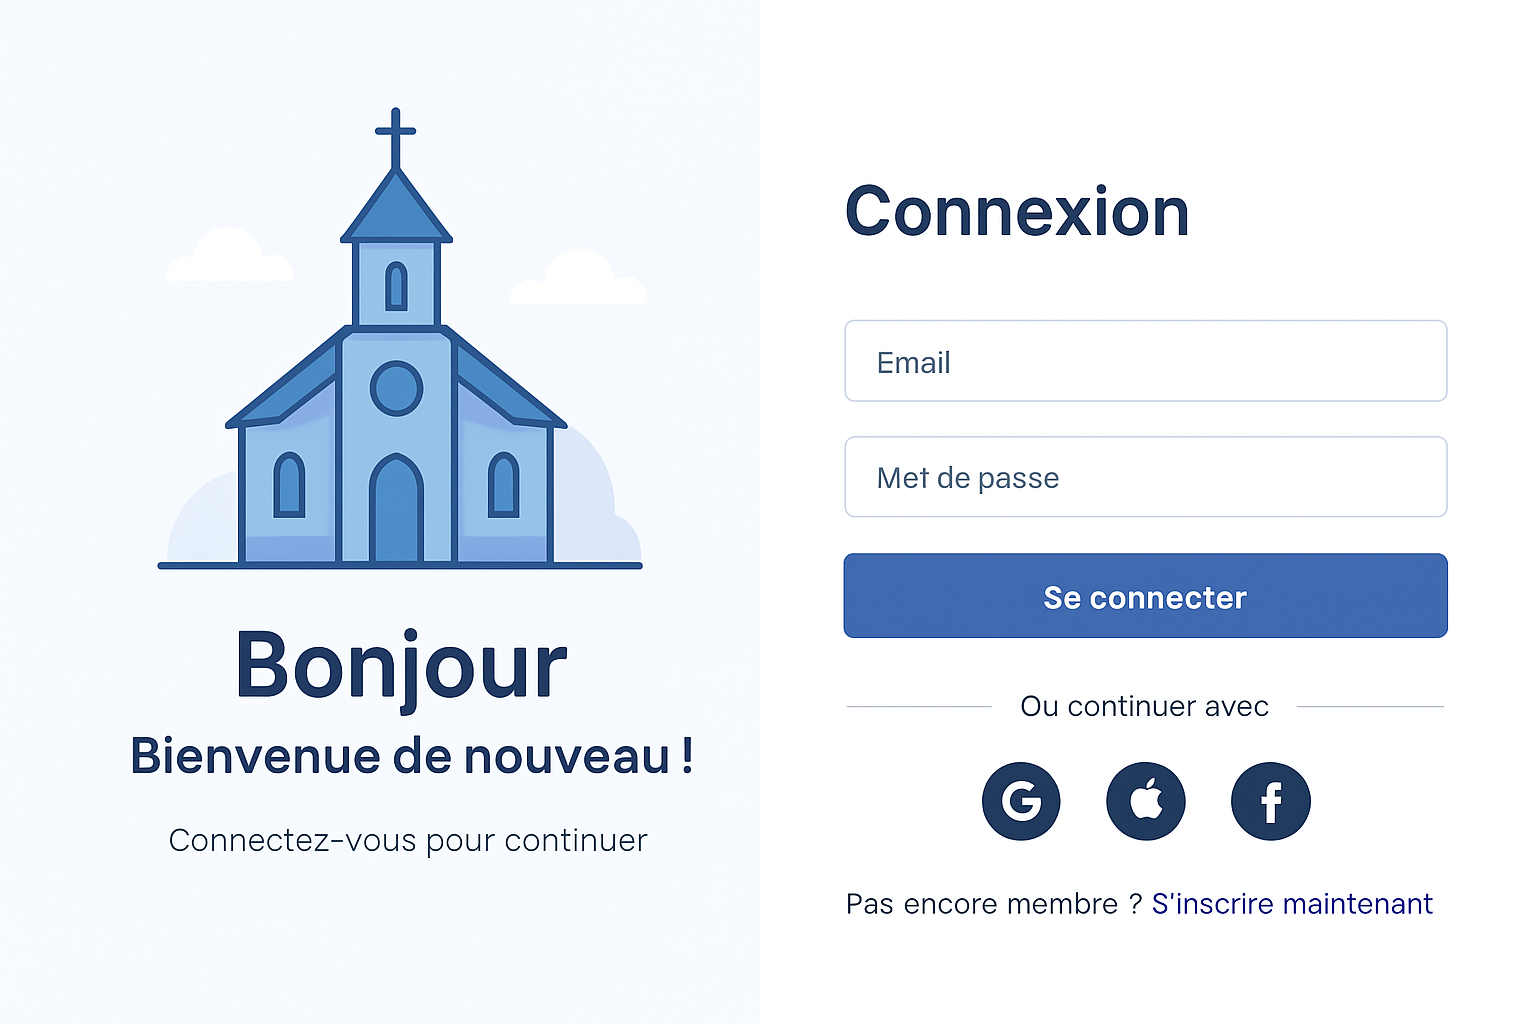 Bonjour
Bienvenue de nouveau !
Connectez-vous pour continuer
Connexion
Email
Met de passe
Se connecter
Ou continuer avec
G
f
Pas encore membre ? S'inscrire maintenant